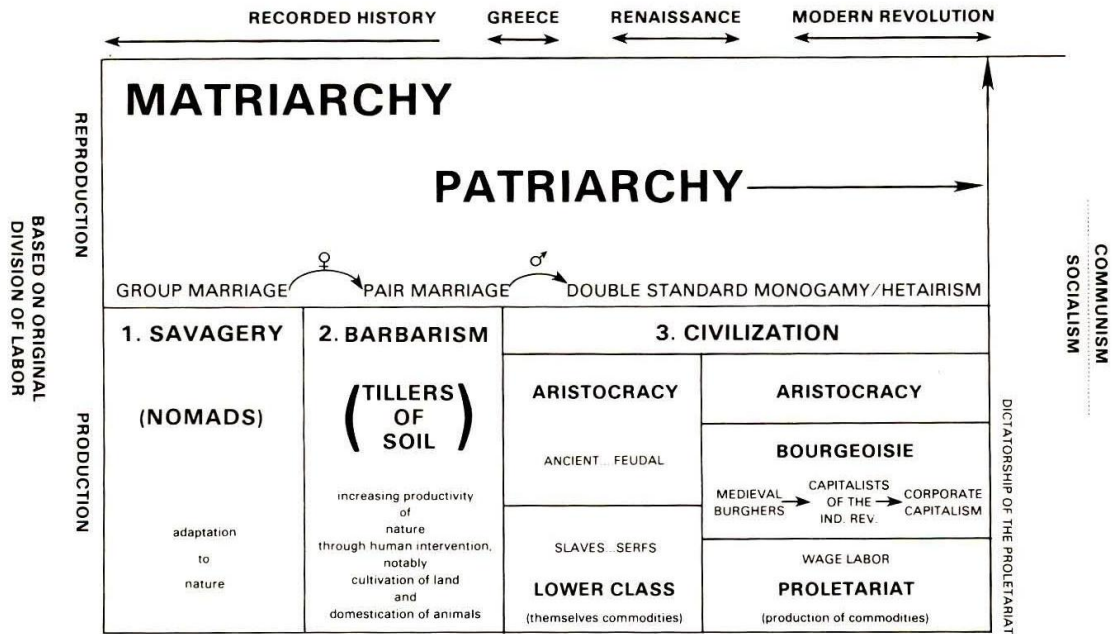 RECORDED HISTORY GREECE RENAISSANCE MODERN REVOLUTION
MATRIARCHY
PATRIARCHY
GROUP MARRIAGE ♀ PAIR MARRIAGE ♂ DOUBLE STANDARD MONOGAMY/HETAIRISM
REPRODUCTION
BASED ON ORIGINAL
DIVISION OF LABOR
PRODUCTION
1. SAVAGERY
(NOMADS)
adaptation
to
nature
2. BARBARISM
(TILLERS
OF
SOIL)
increasing productivity
of
nature
through human intervention,
notably
cultivation of land
and
domestication of animals
3. CIVILIZATION
ARISTOCRACY
ANCIENT... FEUDAL
SLAVES...SERFS
LOWER CLASS
(themselves commodities)
ARISTOCRACY
BOURGEOISIE
MEDIEVAL
BURGHERS
CAPITALISTS
OF THE
IND. REV.
CORPORATE
CAPITALISM
WAGE LABOR
PROLETARIAT
(production of commodities)
DICTATORSHIP OF THE PROLETARIAT
SOCIALISM
COMMUNISM